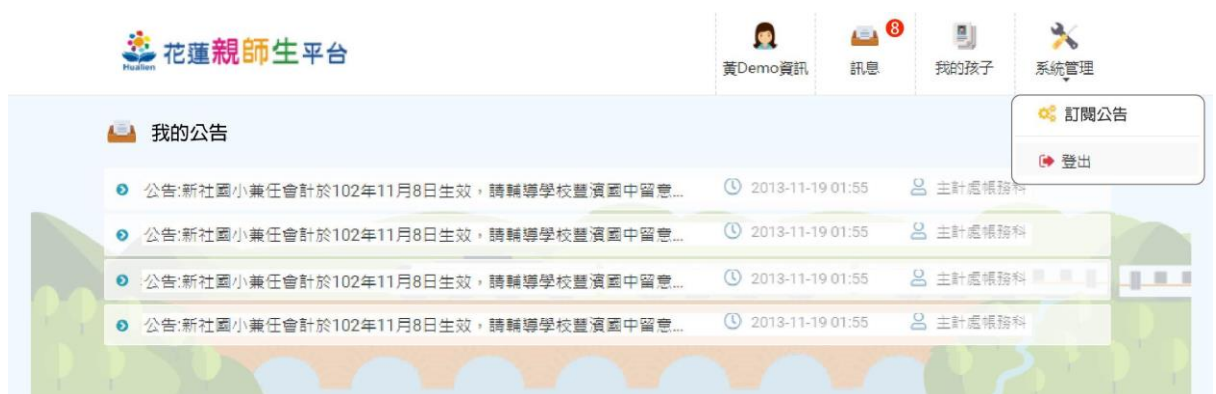 Hualien
花蓮親師生平台
黃Demo資訊
訊息
8
我的孩子
系統管理
訂閱公告
登出
我的公告
公告:新社國小兼任會計於102年11月8日生效，請輔導學校豐濱國中留意... 2013-11-19 01:55 主計處帳務科
公告:新社國小兼任會計於102年11月8日生效，請輔導學校豐濱國中留意... 2013-11-19 01:55 主計處帳務科
公告:新社國小兼任會計於102年11月8日生效，請輔導學校豐濱國中留意... 2013-11-19 01:55 主計處帳務科
公告:新社國小兼任會計於102年11月8日生效，請輔導學校豐濱國中留意... 2013-11-19 01:55 主計處帳務科